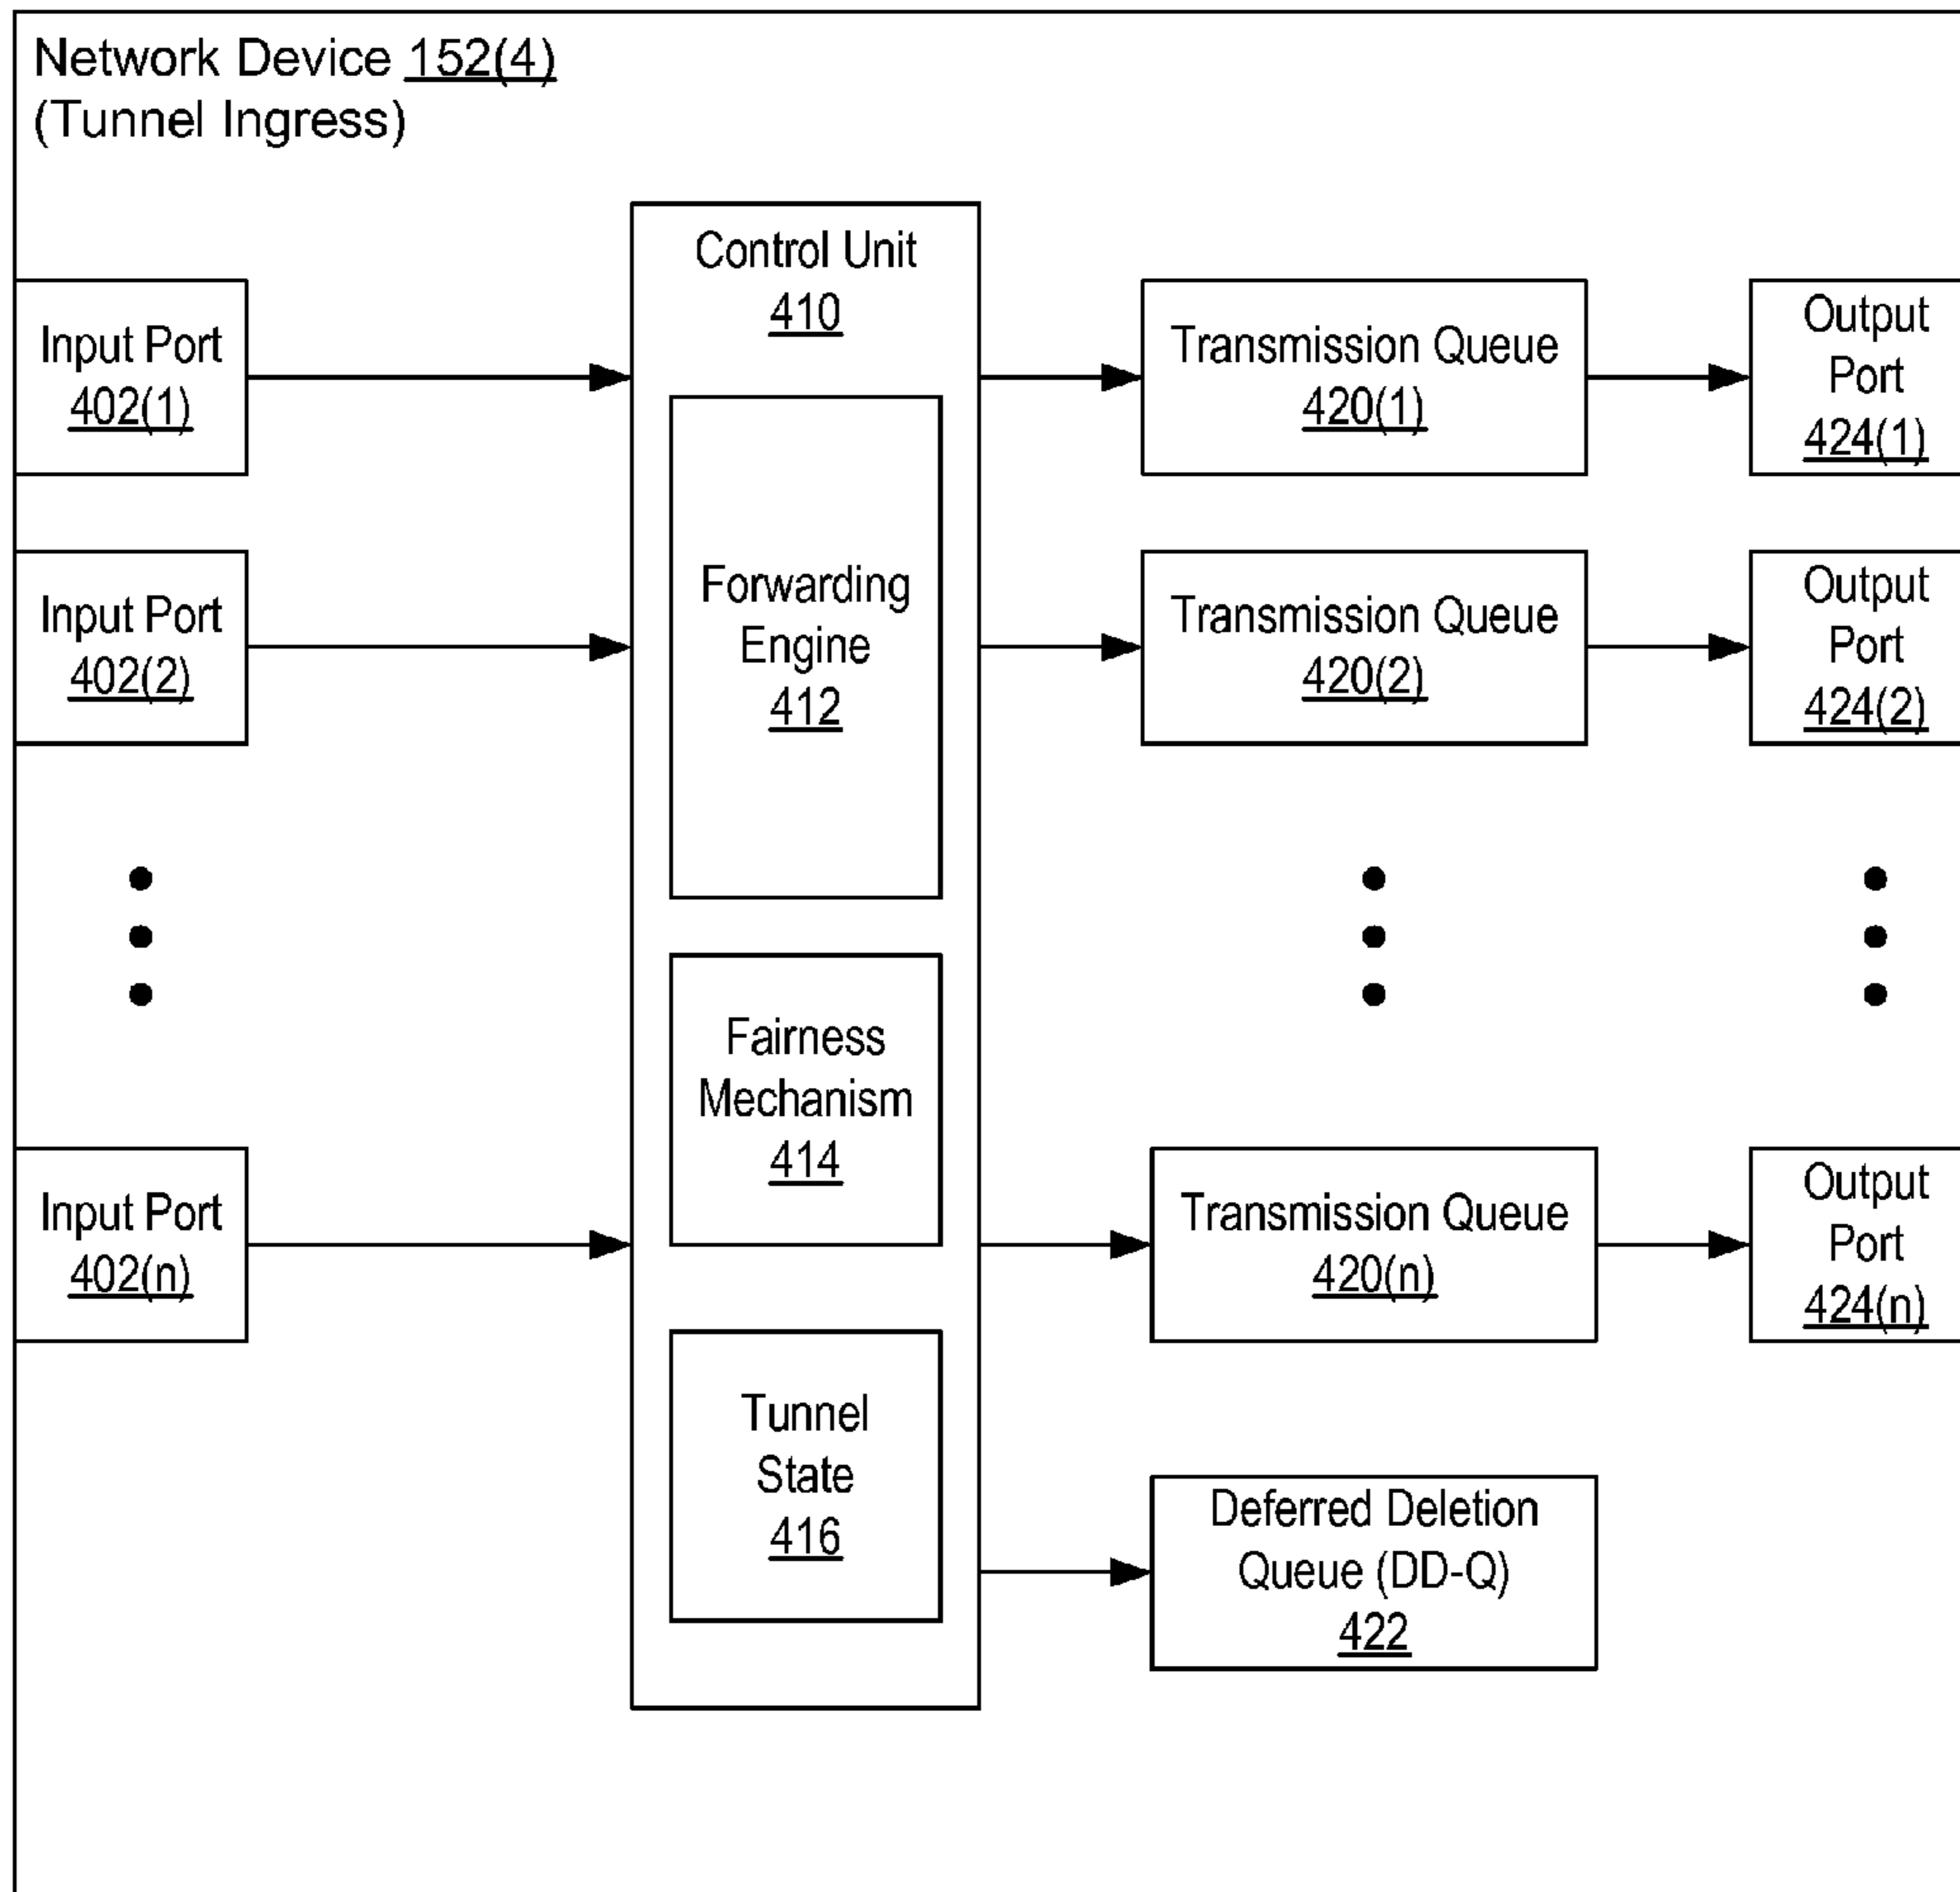 Network Device 152(4)
(Tunnel Ingress)
Control Unit
410
Input Port
402(1)
Transmission Queue
420(1)
Output
Port
424(1)
Forwarding
Engine
412
Input Port
402(2)
Transmission Queue
420(2)
Output
Port
424(2)
Fairness
Mechanism
414
Input Port
402(n)
Transmission Queue
420(n)
Output
Port
424(n)
Tunnel
State
416
Deferred Deletion
Queue (DD-Q)
422